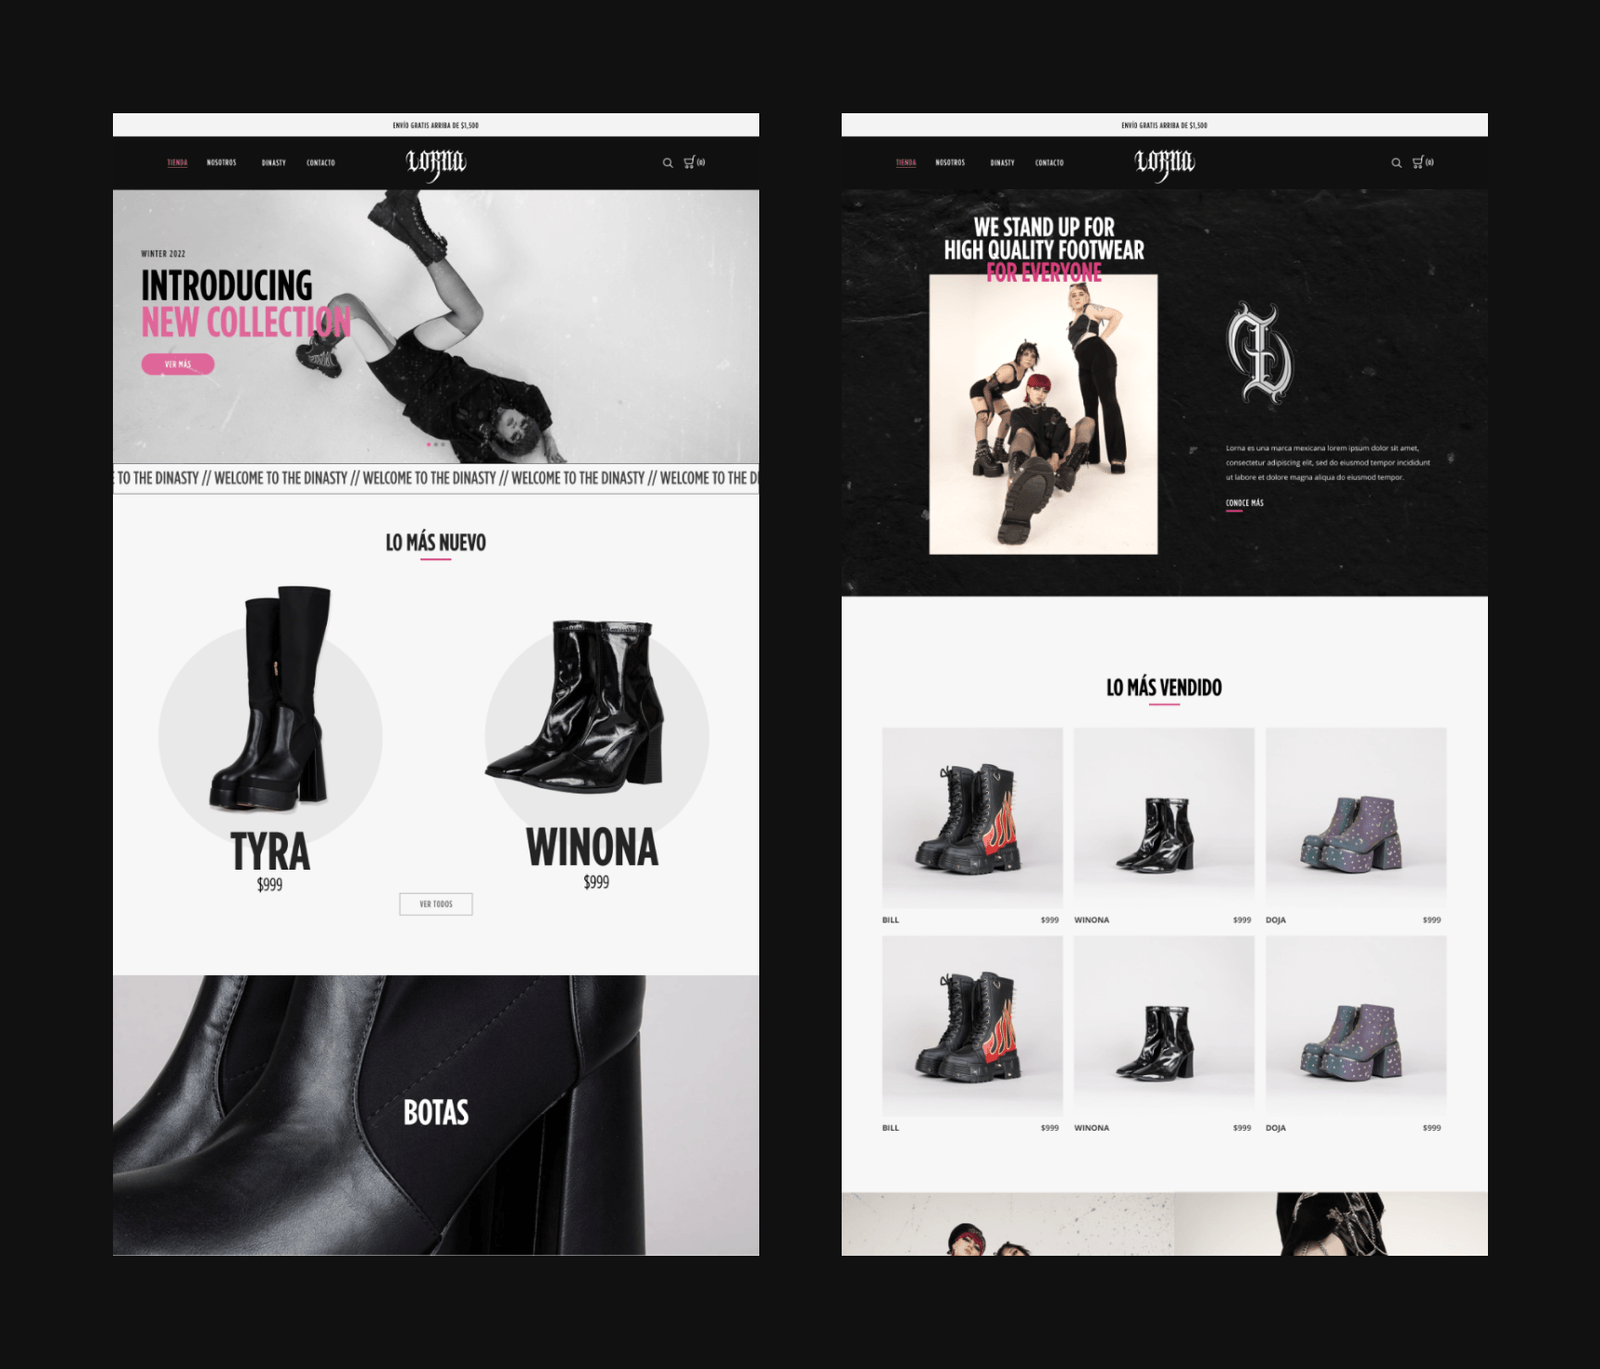 ENVÍO GRATIS ARRIBA DE $1,500
TIENDA NOSOTROS DINASTY CONTACTO
LORNA
(0)
WINTER 2022
INTRODUCING
NEW COLLECTION
VER MÁS
TO THE DINASTY // WELCOME TO THE DINASTY // WELCOME TO THE DINASTY // WELCOME TO THE DINASTY // WELCOME TO THE D
LO MÁS NUEVO
TYRA
$999
WINONA
$999
VER TODOS
BOTAS
ENVÍO GRATIS ARRIBA DE $1,500
TIENDA NOSOTROS DINASTY CONTACTO
LORNA
(0)
WE STAND UP FOR
HIGH QUALITY FOOTWEAR
FOR EVERYONE
Lorna es una marca mexicana lorem ipsum dolor sit amet,
consectetur adipiscing elit, sed do eiusmod tempor incididunt
ut labore et dolore magna aliqua do eiusmod tempor.
CONOCE MÁS
LO MÁS VENDIDO
BILL $999 WINONA $999 DOJA $999
BILL $999 WINONA $999 DOJA $999